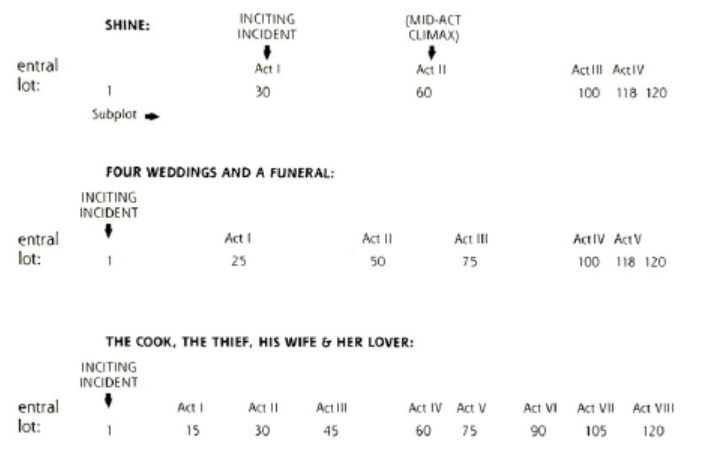 SHINE:
INCITING
INCIDENT
(MID-ACT
CLIMAX)
entral Act I Act II Act III Act IV
lot: 1 30 60 100 118 120
Subplot
FOUR WEDDINGS AND A FUNERAL:
INCITING
INCIDENT
entral Act I Act II Act III Act IV Act V
lot: 1 25 50 75 100 118 120
THE COOK, THE THIEF, HIS WIFE & HER LOVER:
INCITING
INCIDENT
entral Act I Act II Act III Act IV Act V Act VI Act VII Act VIII
lot: 1 15 30 45 60 75 90 105 120